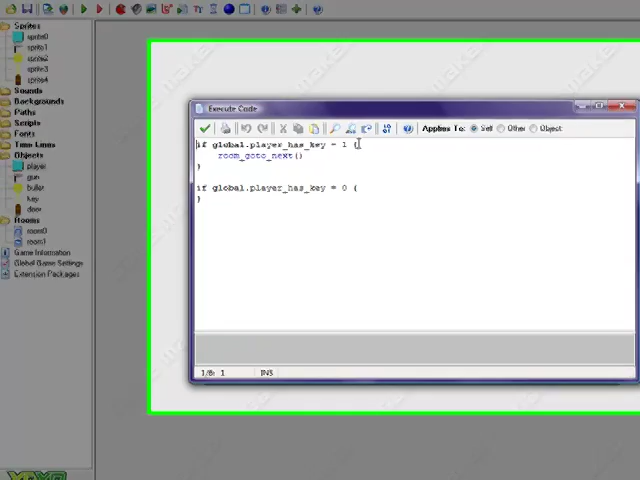 Sprites
sprite0
sprite1
sprite2
sprite3
sprite4
Sounds
Backgrounds
Paths
Scripts
Fonts
Time Lines
Objects
player
gun
bullet
key
door
Rooms
room0
room1
Game Information
Global Game Settings
Extension Packages
Execute Code
Applies To: Self Other Object
if global.player_has_key = 1 {
room_goto_next()
}
if global.player_has_key = 0 {
}
1/8: 1 INS